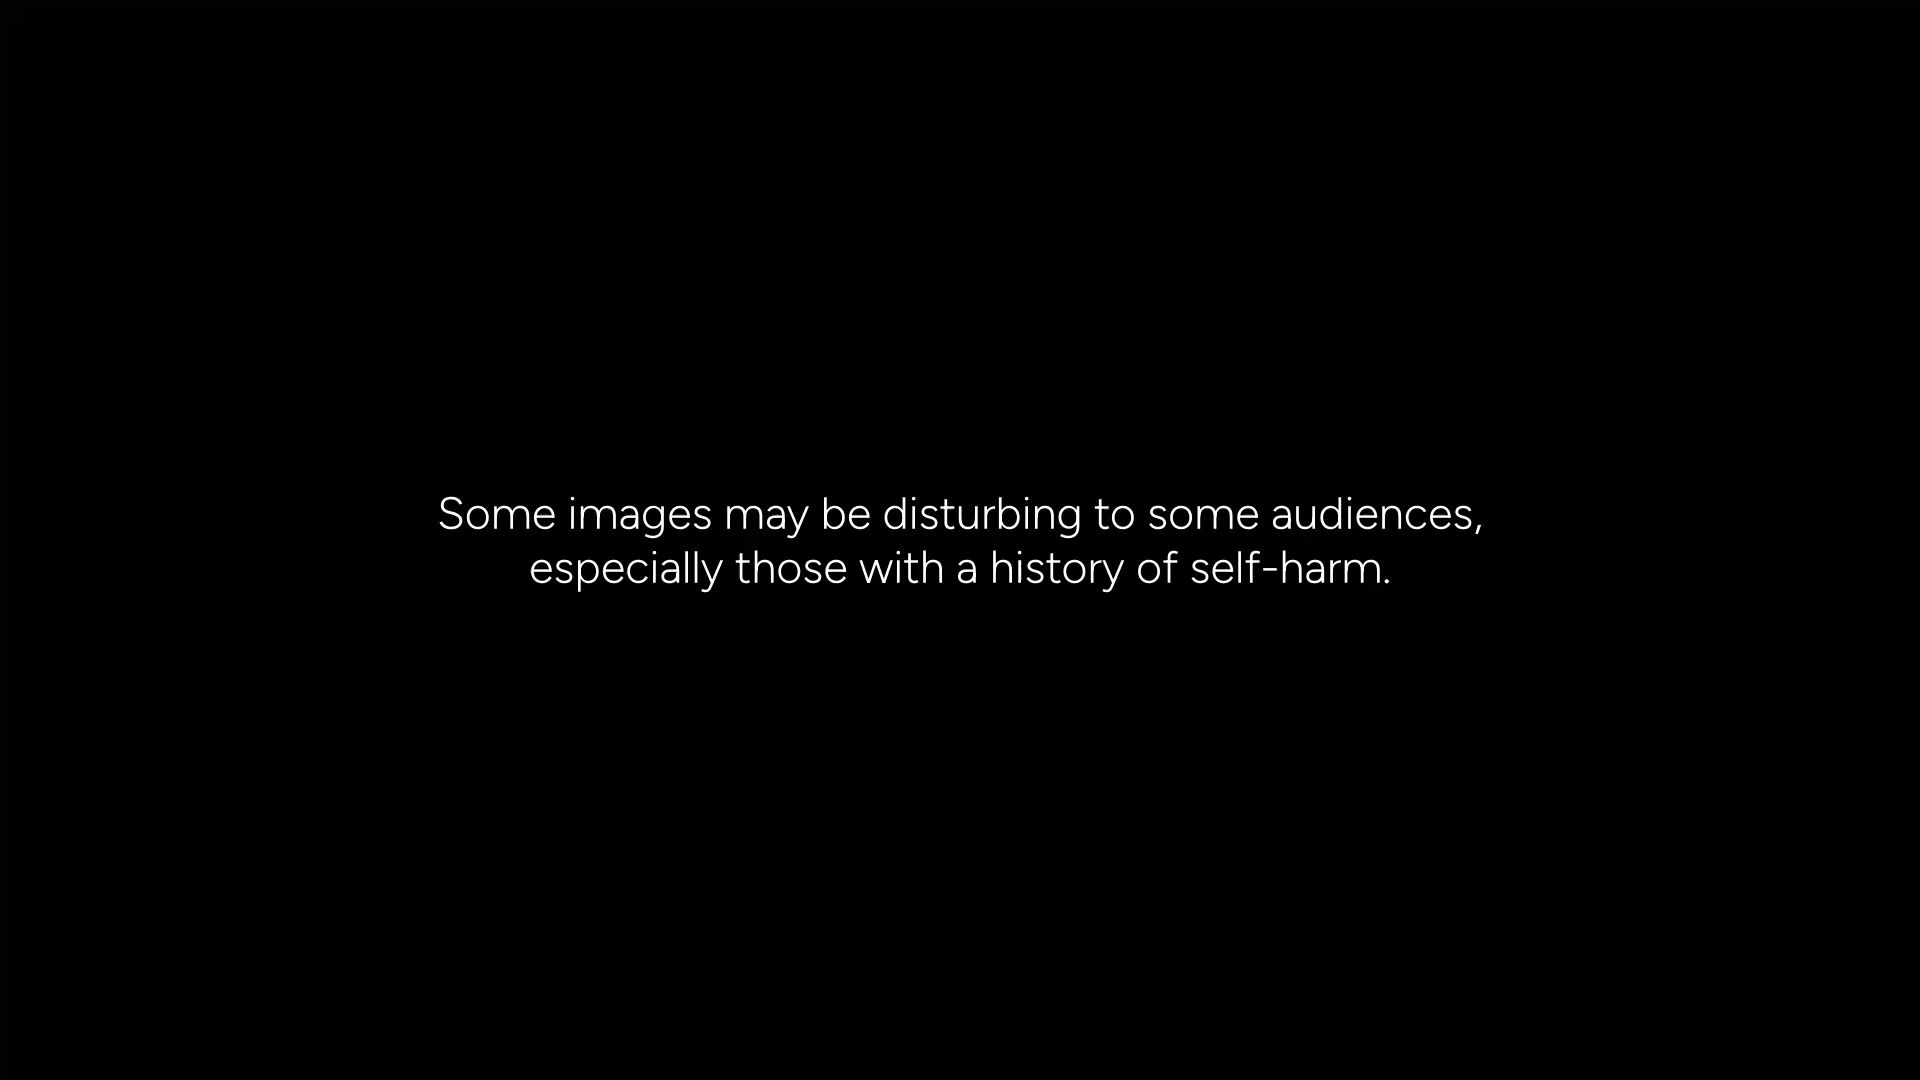 Some images may be disturbing to some audiences,
especially those with a history of self-harm.